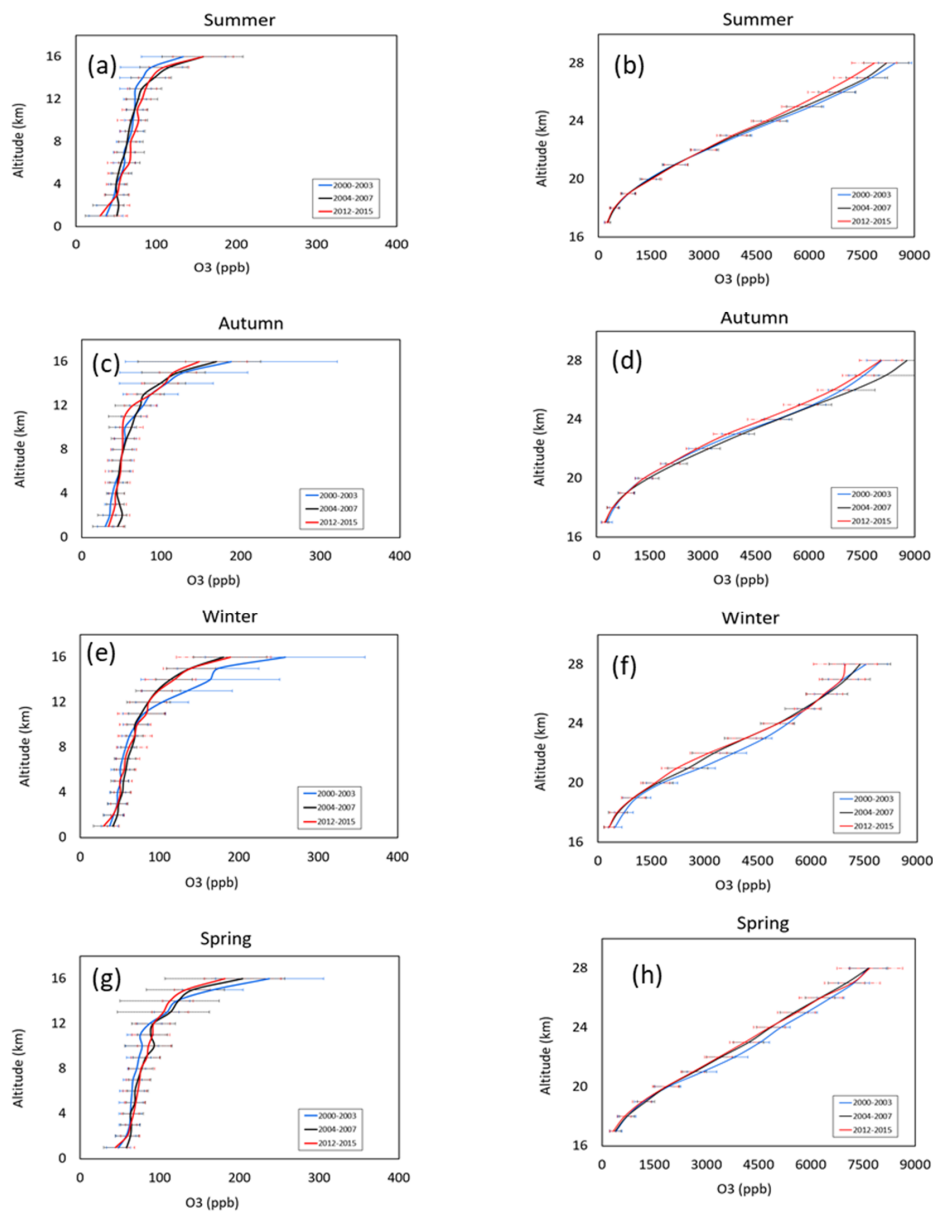 Summer
(a)
Altitude (km)
16
12
8
4
0
2000-2003
2004-2007
2012-2015
0 100 200 300 400
O3 (ppb)
Summer
(b)
Altitude (km)
28
24
20
16
2000-2003
2004-2007
2012-2015
0 1500 3000 4500 6000 7500 9000
O3 (ppb)
Autumn
(c)
Altitude (km)
16
12
8
4
0
2000-2003
2004-2007
2012-2015
0 100 200 300 400
O3 (ppb)
Autumn
(d)
Altitude (km)
28
24
20
16
2000-2003
2004-2007
2012-2015
0 1500 3000 4500 6000 7500 9000
O3 (ppb)
Winter
(e)
Altitude (km)
16
12
8
4
0
2000-2003
2004-2007
2012-2015
0 100 200 300 400
O3 (ppb)
Winter
(f)
Altitude (km)
28
24
20
16
2000-2003
2004-2007
2012-2015
0 1500 3000 4500 6000 7500 9000
O3 (ppb)
Spring
(g)
Altitude (km)
16
12
8
4
0
2000-2003
2004-2007
2012-2015
0 100 200 300 400
O3 (ppb)
Spring
(h)
Altitude (km)
28
24
20
16
2000-2003
2004-2007
2012-2015
0 1500 3000 4500 6000 7500 9000
O3 (ppb)